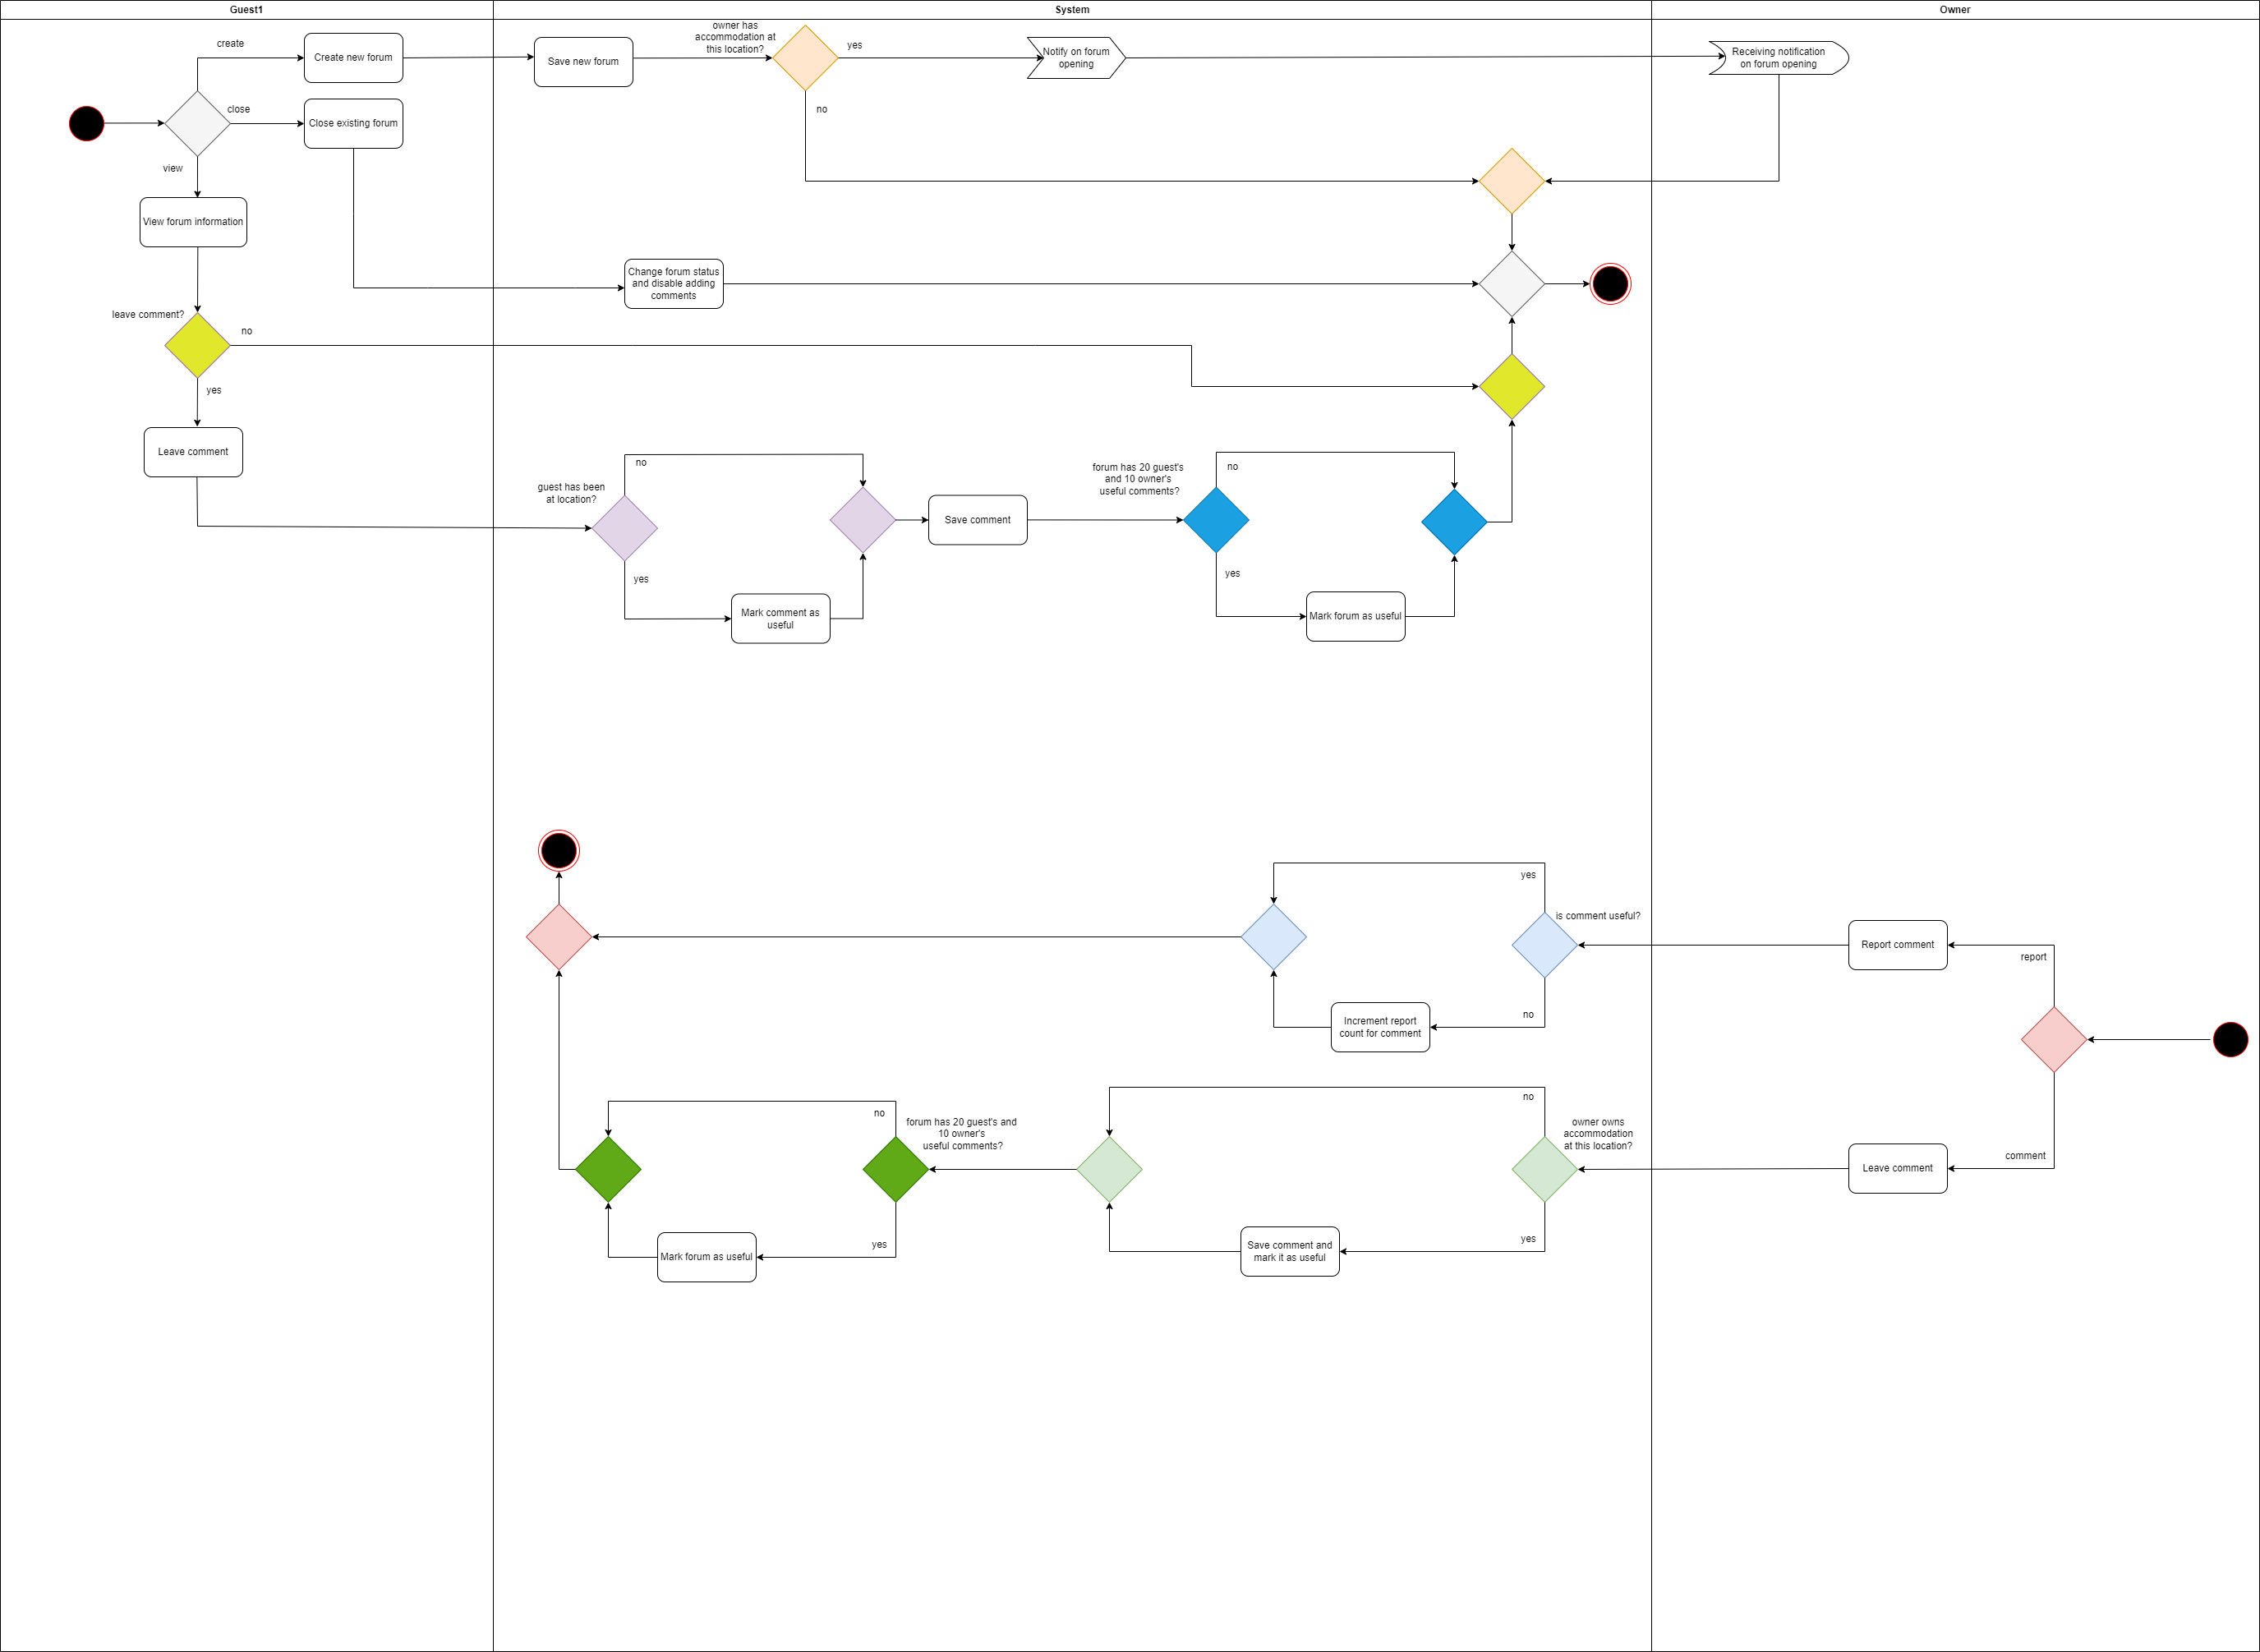 Guest1
System
Owner
create
Create new forum
Save new forum
owner has
accommodation at
this location?
yes
Notify on forum
opening
Receiving notification
on forum opening
close
Close existing forum
no
view
View forum information
Change forum status
and disable adding
comments
leave comment?
no
yes
Leave comment
guest has been
at location?
no
yes
Mark comment as
useful
Save comment
forum has 20 guest's
and 10 owner's
useful comments?
no
yes
Mark forum as useful
yes
is comment useful?
Report comment
report
no
Increment report
count for comment
no
forum has 20 guest's and
10 owner's
useful comments?
no
owner owns
accommodation
at this location?
comment
Leave comment
yes
Mark forum as useful
yes
Save comment and
mark it as useful